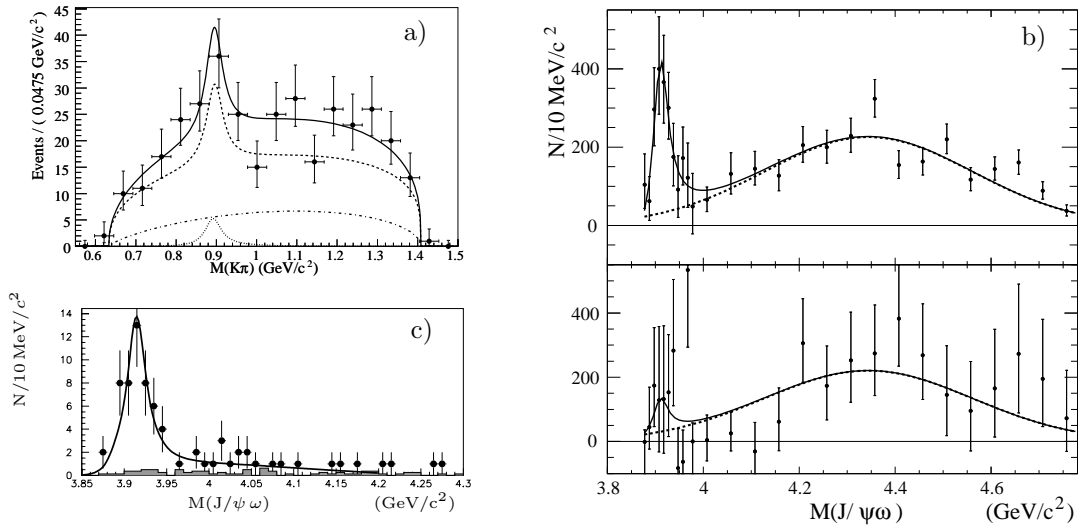 a)
Events / ( 0.0475 GeV/c²)
45
40
35
30
25
20
15
10
5
0
0.6 0.7 0.8 0.9 1 1.1 1.2 1.3 1.4 1.5
M(Kπ) (GeV/c²)
b)
N/10 MeV/c²
400
200
0
400
200
0
3.8 4 4.2 4.4 4.6
M(J/ ψω) (GeV/c²)
c)
N/10 MeV/c²
14
12
10
8
6
4
2
0
3.85 3.9 3.95 4 4.05 4.1 4.15 4.2 4.25 4.3
M(J/ψ ω) (GeV/c²)